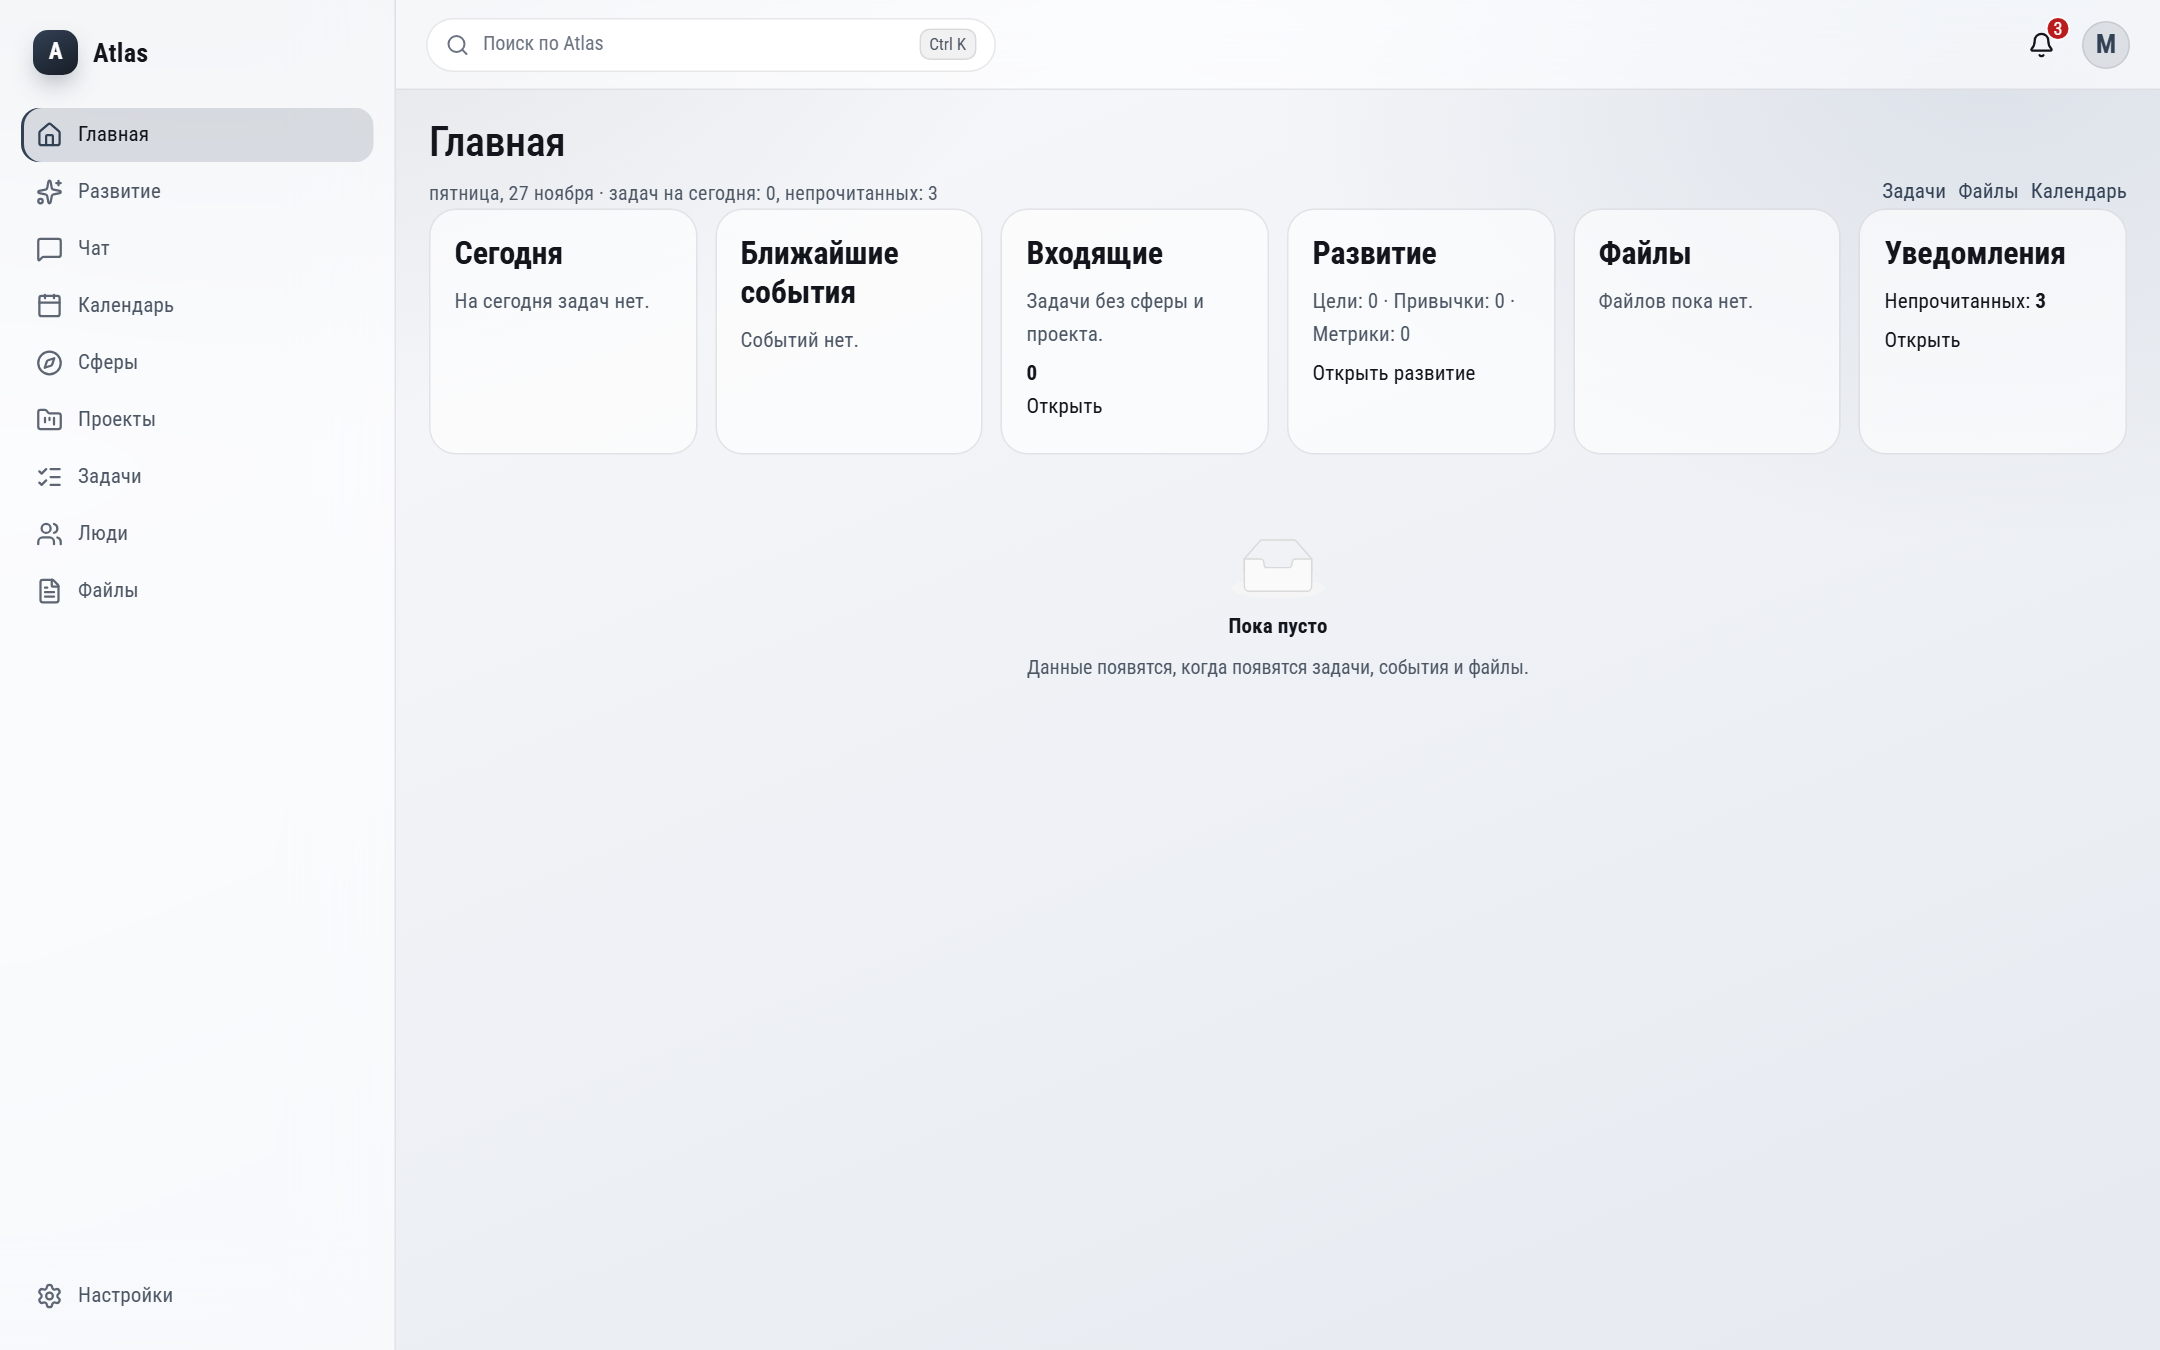 A Atlas
Поиск по Atlas
Ctrl K
3
M
Главная
Развитие
Чат
Календарь
Сферы
Проекты
Задачи
Люди
Файлы
Настройки
Главная
пятница, 27 ноября · задач на сегодня: 0, непрочитанных: 3
Задачи Файлы Календарь
Сегодня
На сегодня задач нет.
Ближайшие
события
Событий нет.
Входящие
Задачи без сферы и
проекта.
0
Открыть
Развитие
Цели: 0 · Привычки: 0 ·
Метрики: 0
Открыть развитие
Файлы
Файлов пока нет.
Уведомления
Непрочитанных: 3
Открыть
Пока пусто
Данные появятся, когда появятся задачи, события и файлы.